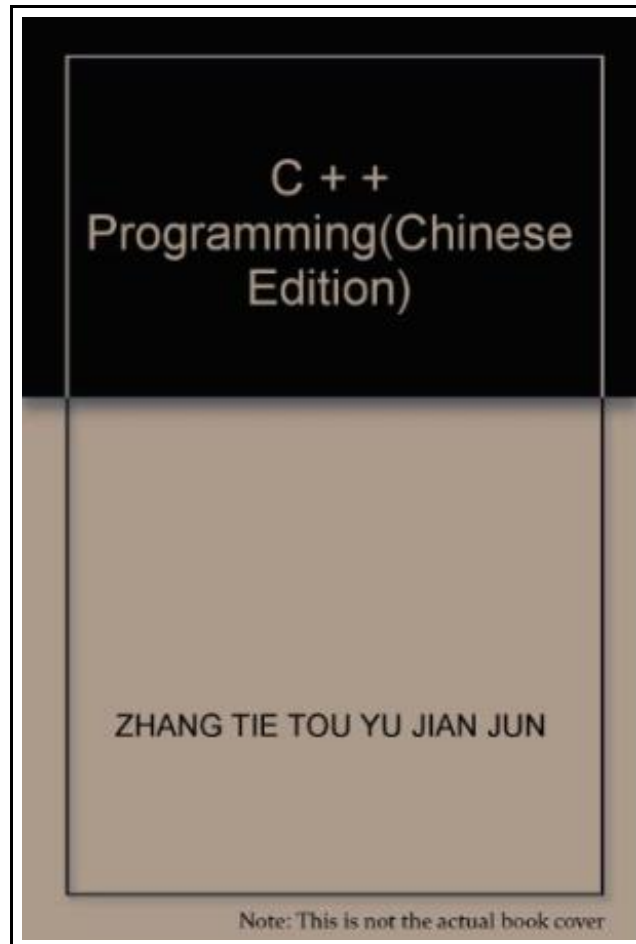 C + +
Programming(Chinese
Edition)
ZHANG TIE TOU YU JIAN JUN
Note: This is not the actual book cover